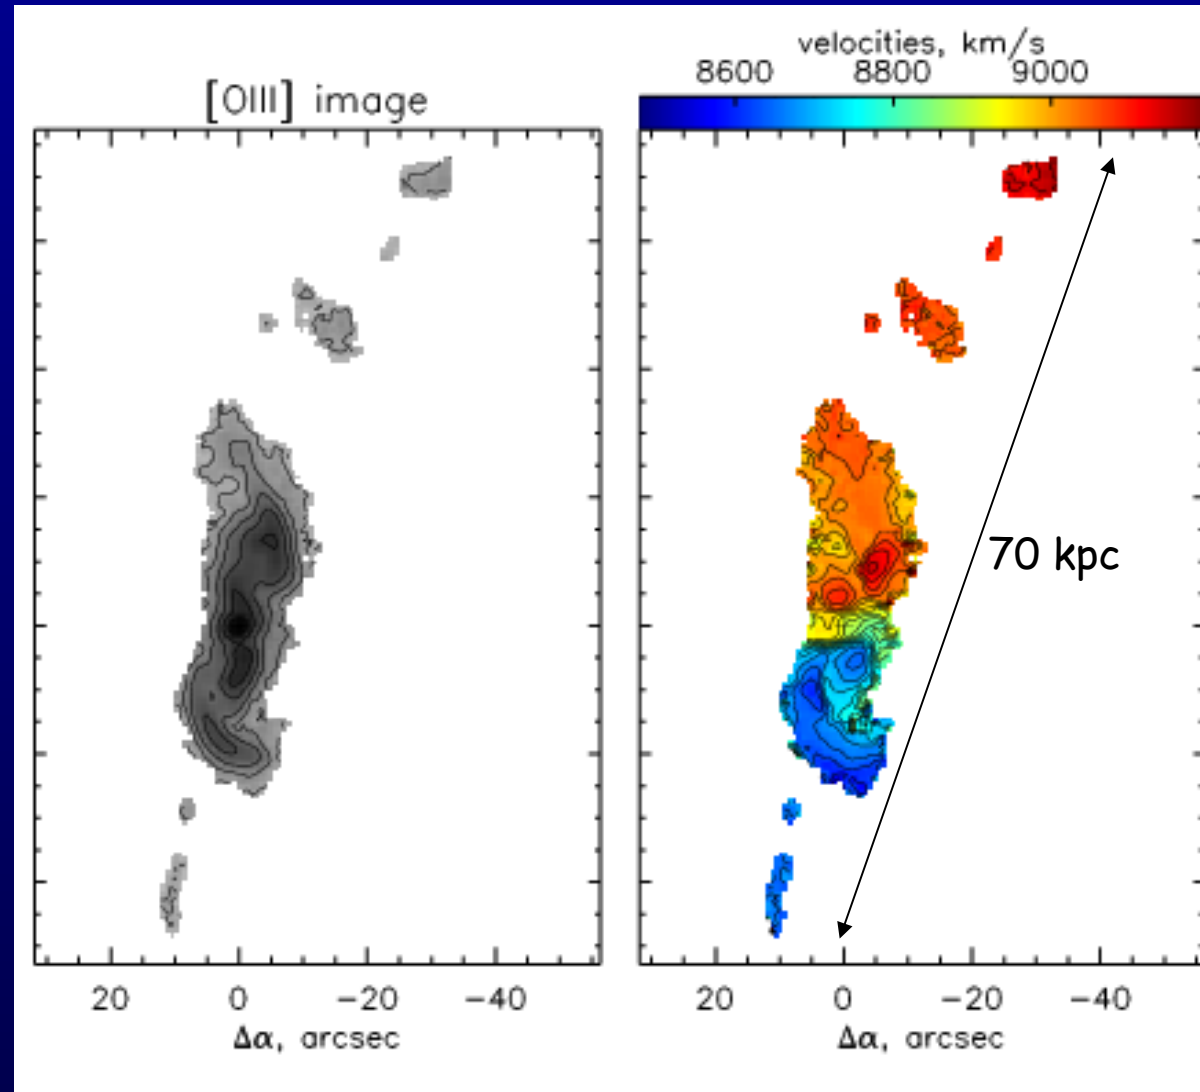 [OIII] image
velocities, km/s
8600 8800 9000
70 kpc
20 0 −20 −40
Δα, arcsec
20 0 −20 −40
Δα, arcsec